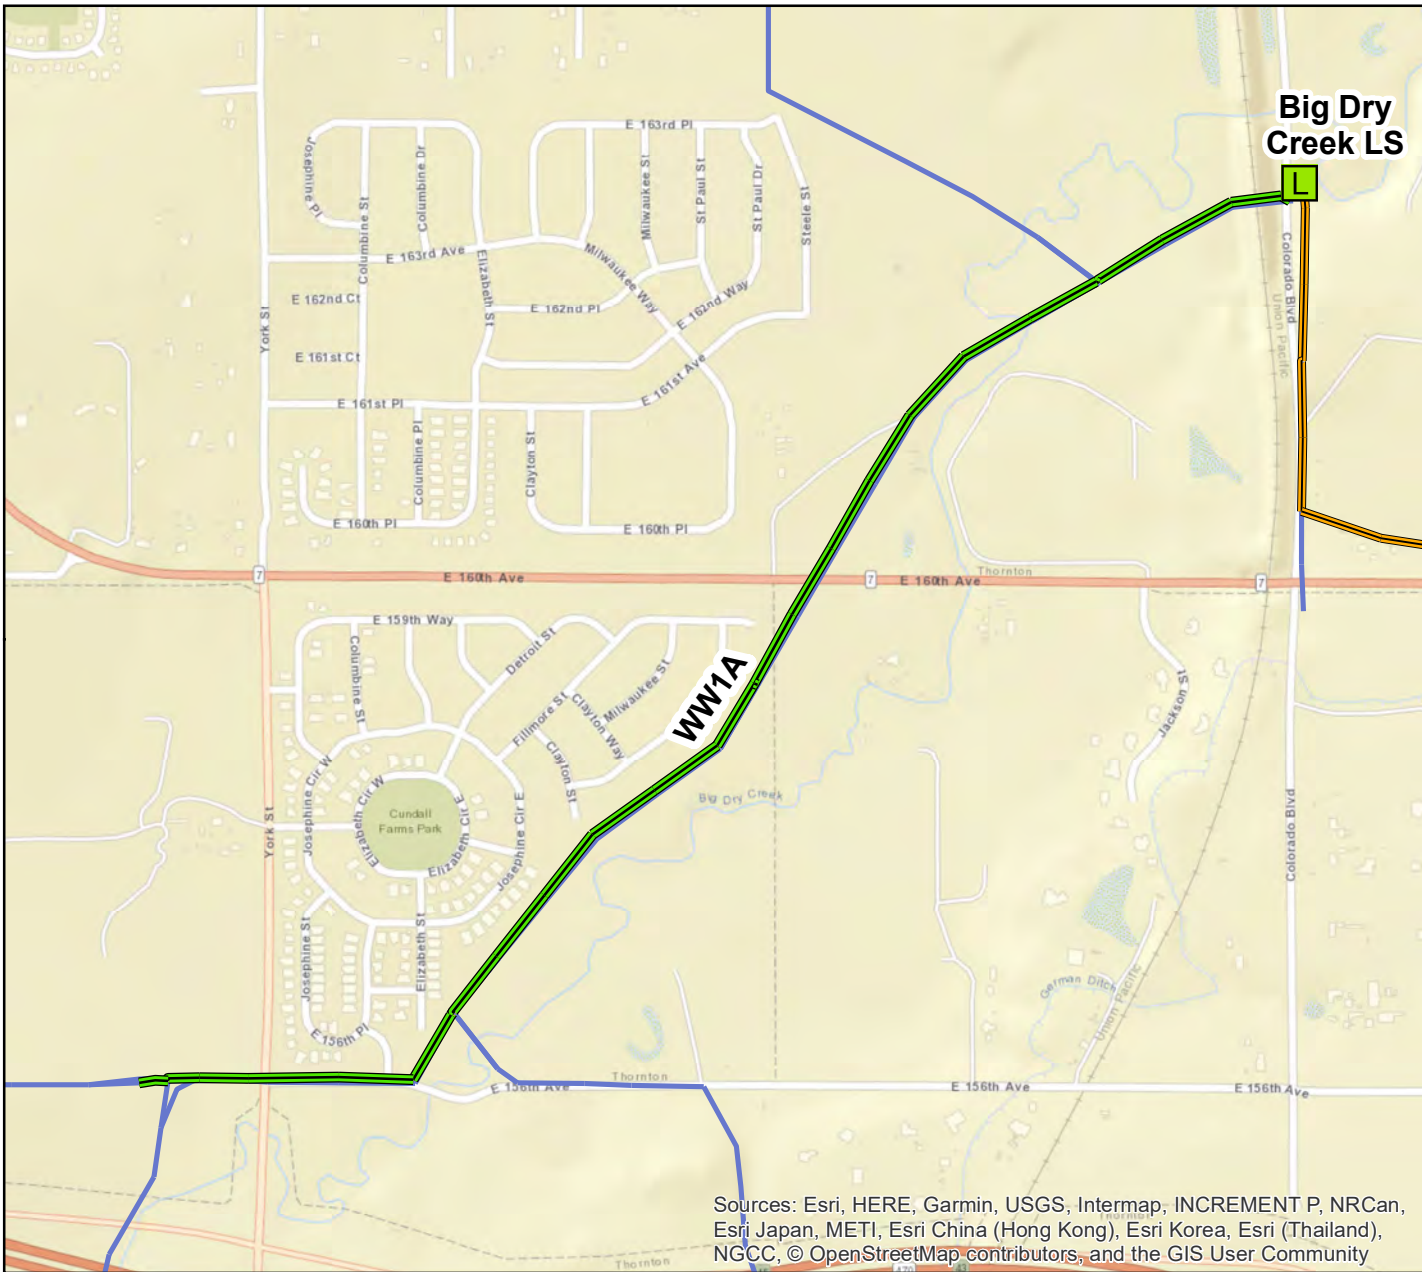 Big Dry
Creek LS
L
E 163rd Pl
Josephine Pl
Columbine Dr
Milwaukee St
St Paul St
St Paul Dr
Steele St
Columbine St
E 163rd Ave
Elizabeth St
Milwaukee Way
Colorado Blvd
Union Pacific
E 162nd Ct
E 162nd Pl
E 162nd Way
York St
E 161st Ct
E 161st Ave
E 161st Pl
Columbine Pl
Clayton St
E 160th Pl
E 160th Pl
7
E 160th Ave
7
E 160th Ave
Thornton
7
E 159th Way
Columbine St
Detroit St
Milwaukee St
WW1A
Fillmore St
Clayton Way
Clayton St
Jackson St
Josephine Cir W
Elizabeth Cir W
Cundall
Farms Park
Elizabeth Cir E
Josephine Cir E
Big Dry Creek
York St
Colorado Blvd
Josephine St
Elizabeth St
E 156th Pl
German Ditch
Union Pacific
Thornton
E 156th Ave
E 156th Ave
E 156th Ave
Sources: Esri, HERE, Garmin, USGS, Intermap, INCREMENT P, NRCan,
Esri Japan, METI, Esri China (Hong Kong), Esri Korea, Esri (Thailand),
NGCC, © OpenStreetMap contributors, and the GIS User Community
Thornton
Thornton
470